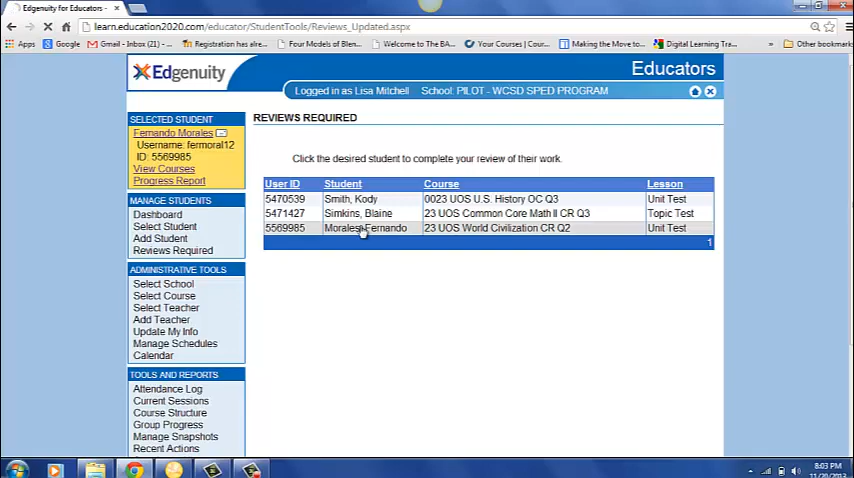 Edgenuity for Educators -
learn.education2020.com/educator/StudentTools/Reviews_Updated.aspx
Apps Google Gmail - Inbox (21) - ... Registration has alre... Four Models of Blen... Welcome to The BA... Your Courses | Cour... Making the Move to... Digital Learning Tra... » Other bookmarks
Edgenuity
Educators
Logged in as Lisa Mitchell School: PILOT - WCSD SPED PROGRAM
SELECTED STUDENT
Fernando Morales
Username: fermoral12
ID: 5569985
View Courses
Progress Report
MANAGE STUDENTS
Dashboard
Select Student
Add Student
Reviews Required
ADMINISTRATIVE TOOLS
Select School
Select Course
Select Teacher
Add Teacher
Update My Info
Manage Schedules
Calendar
TOOLS AND REPORTS
Attendance Log
Current Sessions
Course Structure
Group Progress
Manage Snapshots
Recent Actions
REVIEWS REQUIRED
Click the desired student to complete your review of their work.
User ID Student Course Lesson
5470539 Smith, Kody 0023 UOS U.S. History OC Q3 Unit Test
5471427 Simkins, Blaine 23 UOS Common Core Math II CR Q3 Topic Test
5569985 Morales, Fernando 23 UOS World Civilization CR Q2 Unit Test
1
8:03 PM
11/20/2013